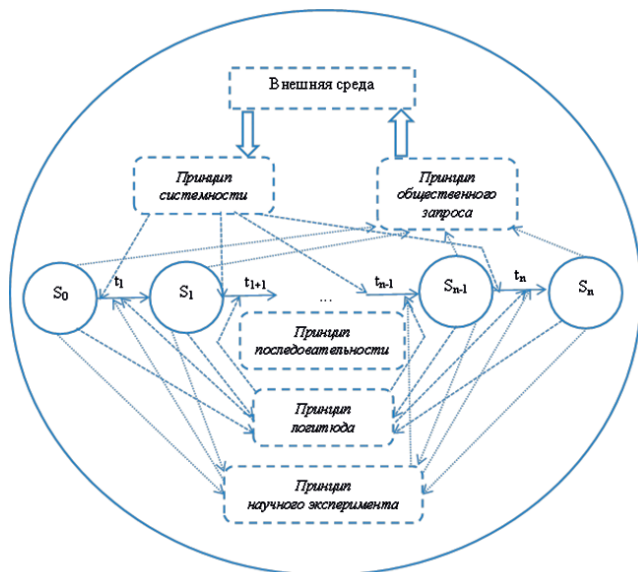 Внешняя среда
Принцип
системности
Принцип
общественного
запроса
S0 t1 S1 t1+1 ... tn-1 Sn-1 tn Sn
Принцип
последовательности
Принцип
логитюда
Принцип
научного эксперимента